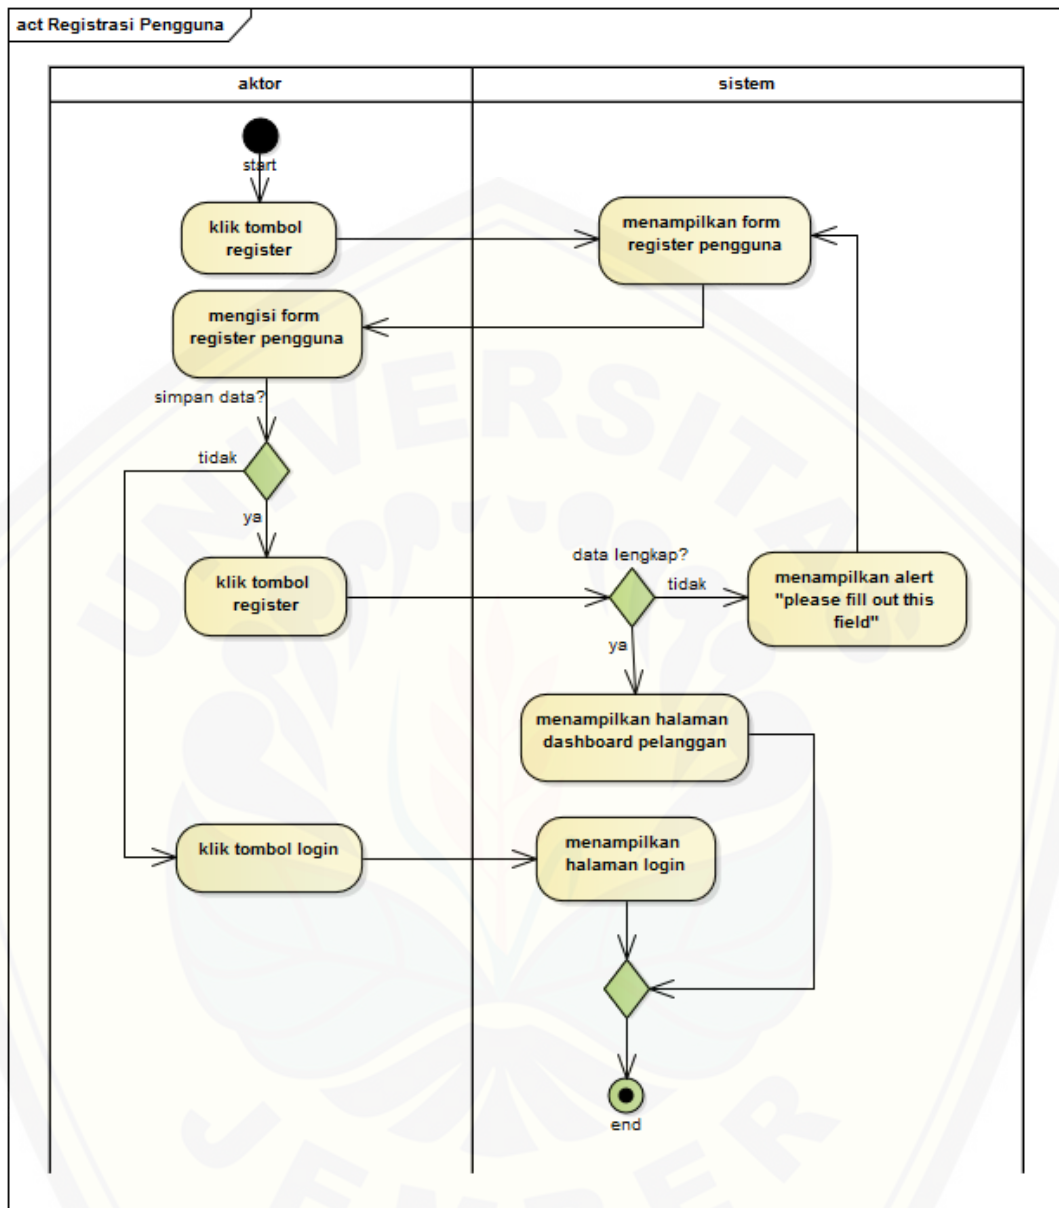 act Registrasi Pengguna
aktor
sistem
start
klik tombol
register
menampilkan form
register pengguna
mengisi form
register pengguna
simpan data?
tidak
ya
klik tombol
register
data lengkap?
tidak
menampilkan alert
"please fill out this
field"
ya
menampilkan halaman
dashboard pelanggan
klik tombol login
menampilkan
halaman login
end
UNIVERSITAS
JEMBER